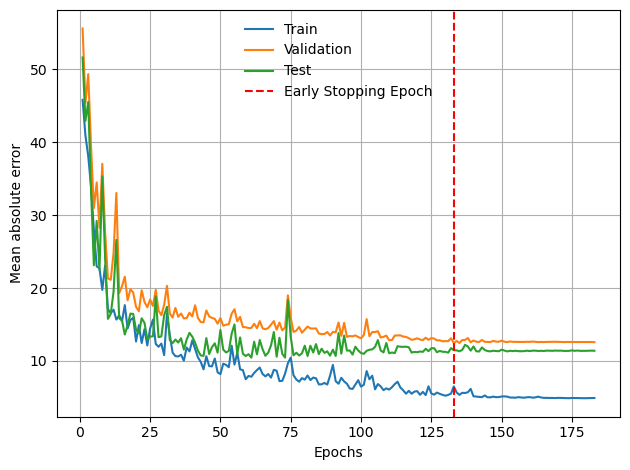 Train
Validation
Test
Early Stopping Epoch
Mean absolute error
50
40
30
20
10
0 25 50 75 100 125 150 175
Epochs